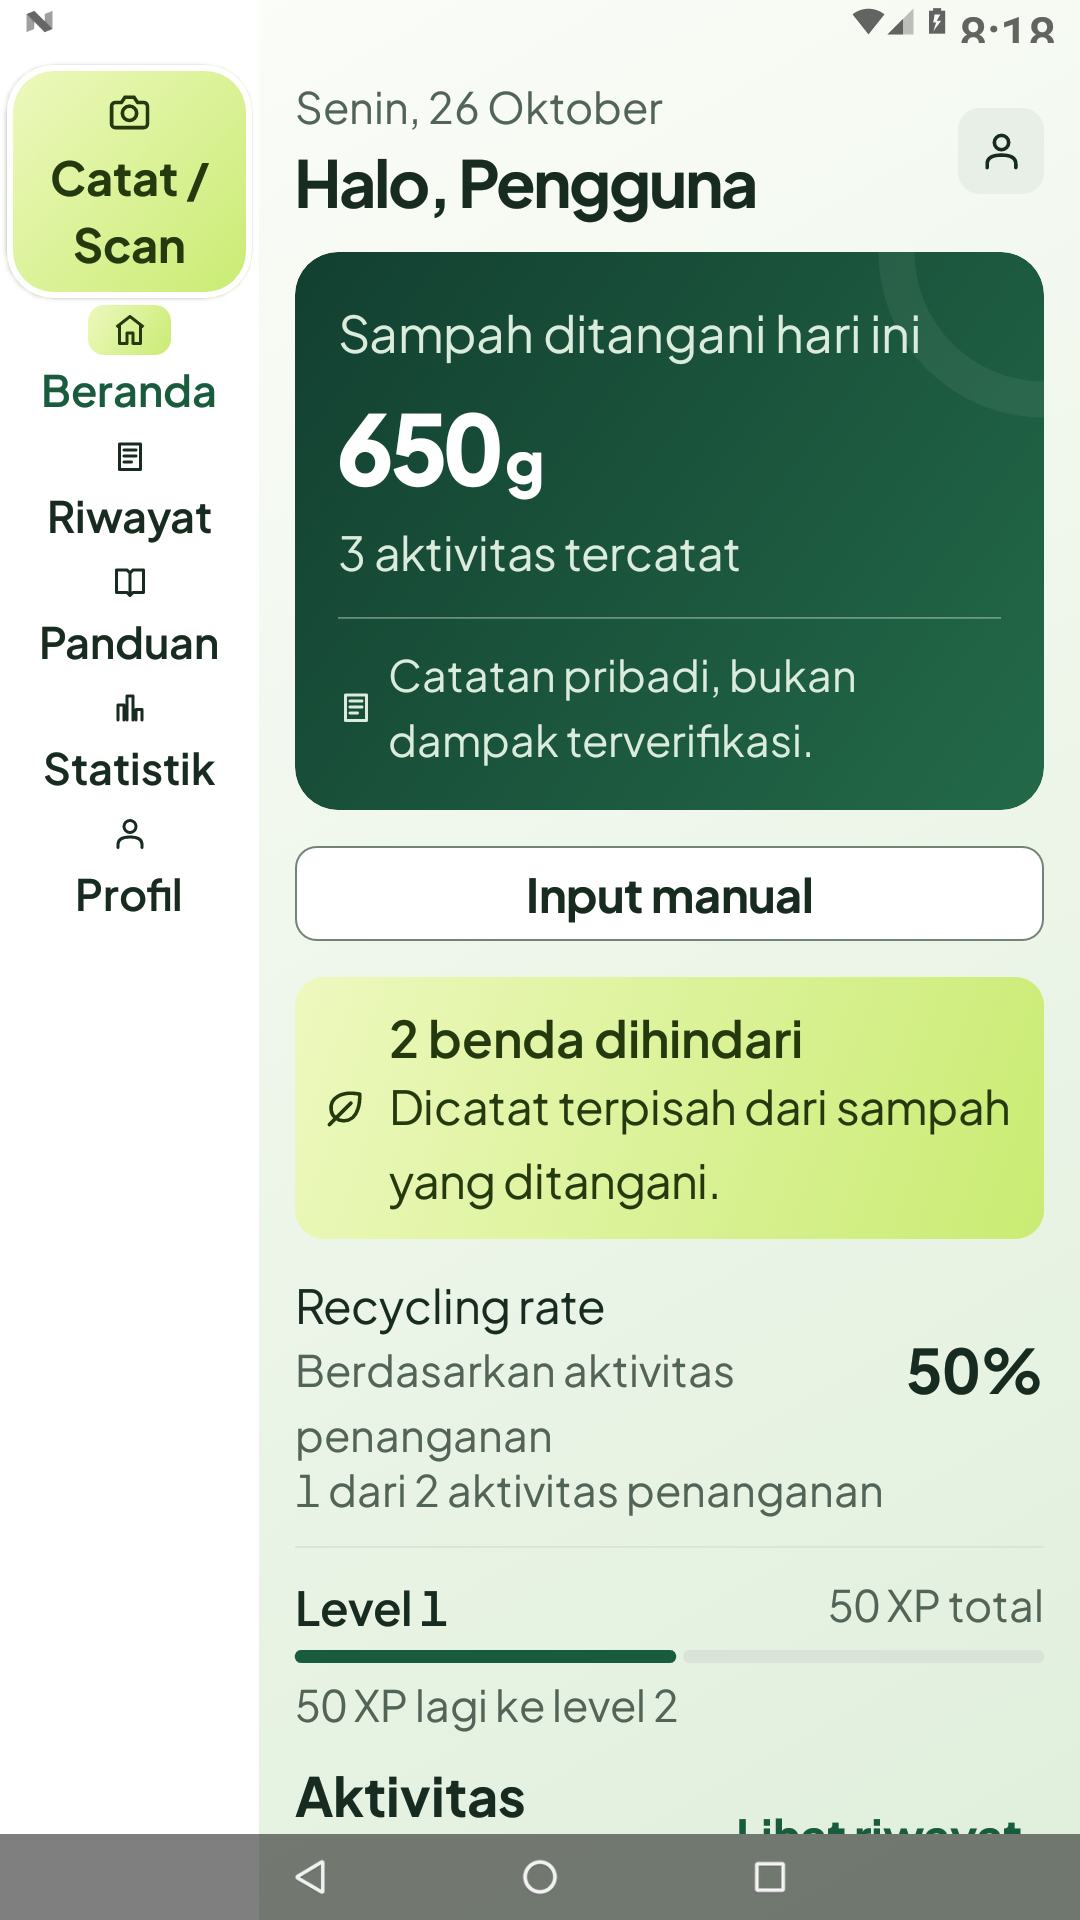 8:18
Catat /
Scan
Beranda
Riwayat
Panduan
Statistik
Profil
Senin, 26 Oktober
Halo, Pengguna
Sampah ditangani hari ini
650g
3 aktivitas tercatat
Catatan pribadi, bukan
dampak terverifikasi.
Input manual
2 benda dihindari
Dicatat terpisah dari sampah
yang ditangani.
Recycling rate
Berdasarkan aktivitas
penanganan
50%
1 dari 2 aktivitas penanganan
Level 1
50 XP total
50 XP lagi ke level 2
Aktivitas
Lihat riwayat